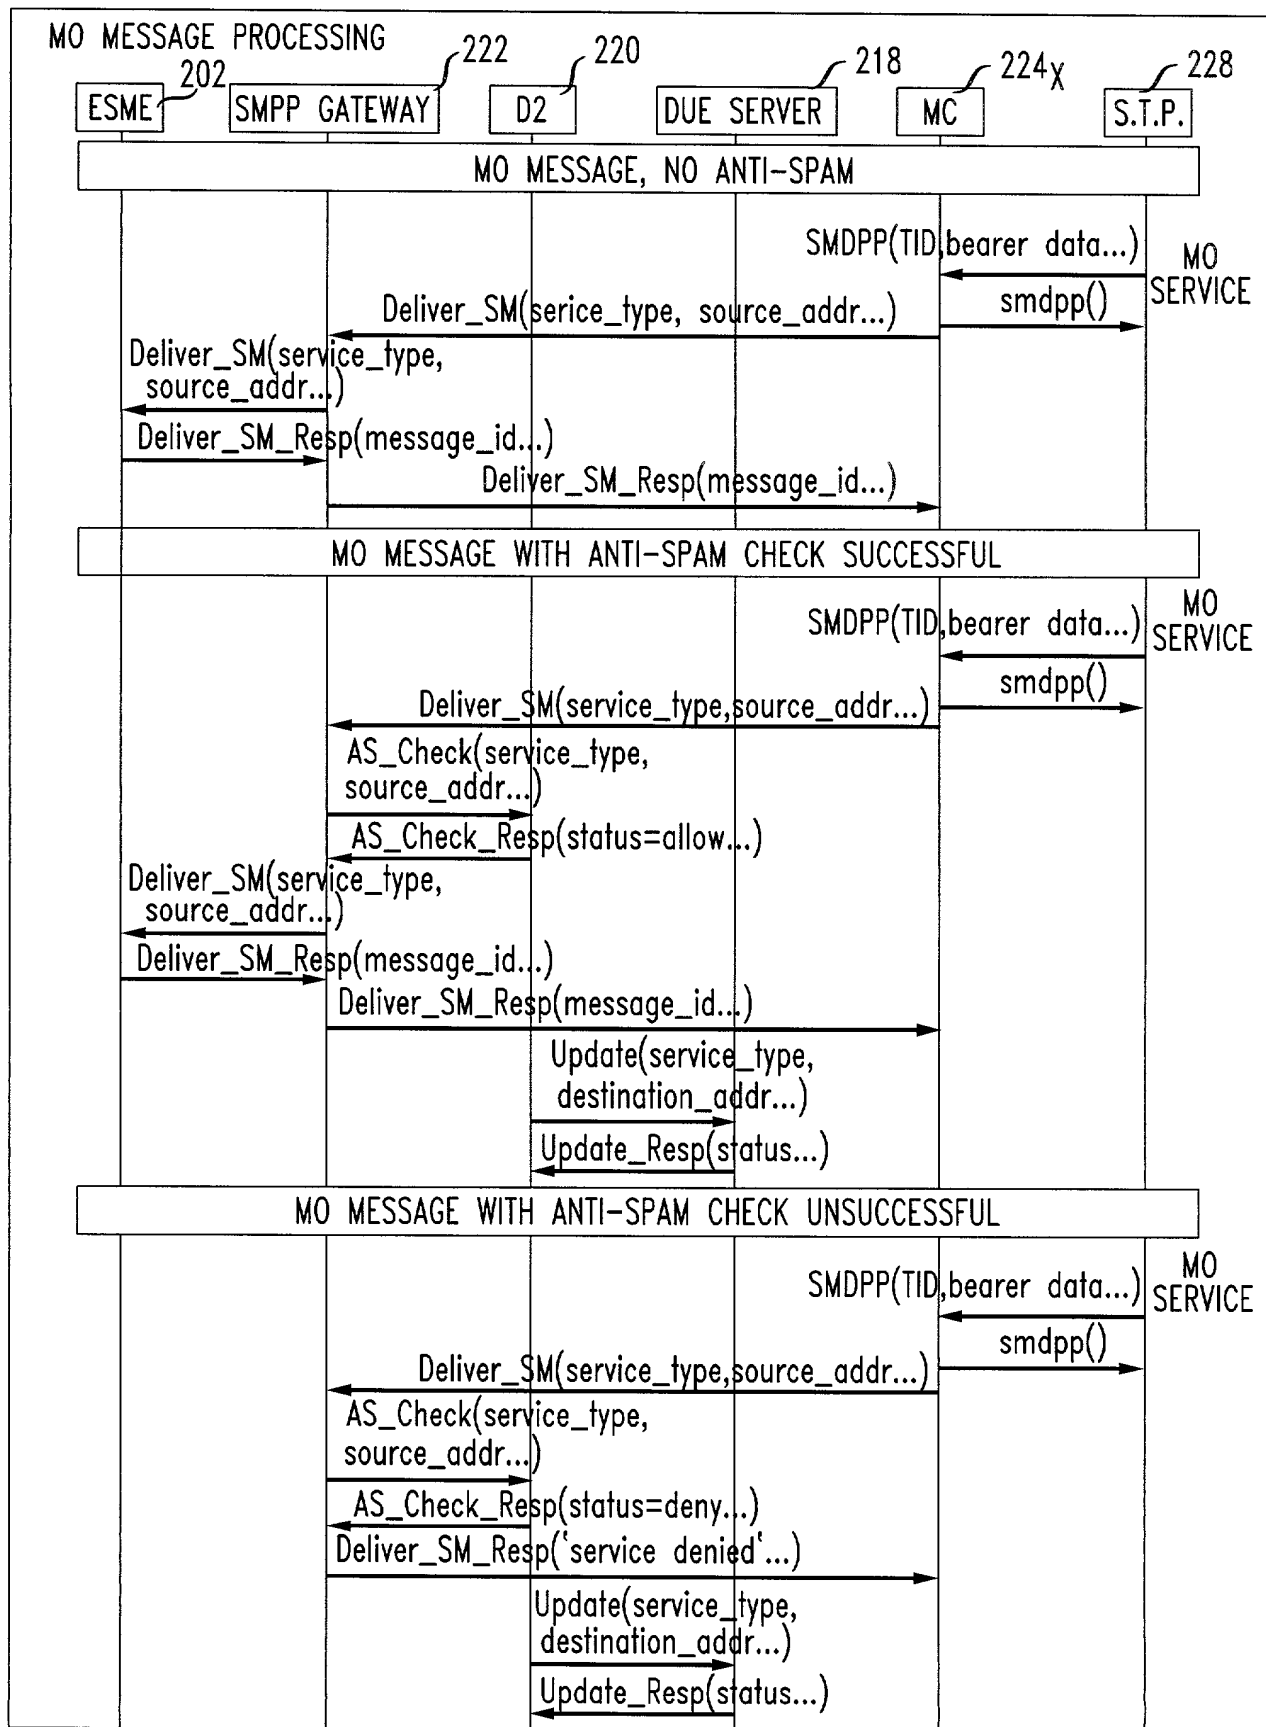 MO MESSAGE PROCESSING
202
222
220
218
224X
228
ESME
SMPP GATEWAY
D2
DUE SERVER
MC
S.T.P.
MO MESSAGE, NO ANTI-SPAM
SMDPP(TID,bearer data...)
MO
SERVICE
smdpp()
Deliver_SM(serice_type, source_addr...)
Deliver_SM(service_type,
source_addr...)
Deliver_SM_Resp(message_id...)
Deliver_SM_Resp(message_id...)
MO MESSAGE WITH ANTI-SPAM CHECK SUCCESSFUL
SMDPP(TID,bearer data...)
MO
SERVICE
smdpp()
Deliver_SM(service_type,source_addr...)
AS_Check(service_type,
source_addr...)
AS_Check_Resp(status=allow...)
Deliver_SM(service_type,
source_addr...)
Deliver_SM_Resp(message_id...)
Deliver_SM_Resp(message_id...)
Update(service_type,
destination_addr...)
Update_Resp(status...)
MO MESSAGE WITH ANTI-SPAM CHECK UNSUCCESSFUL
SMDPP(TID,bearer data...)
MO
SERVICE
smdpp()
Deliver_SM(service_type,source_addr...)
AS_Check(service_type,
source_addr...)
AS_Check_Resp(status=deny...)
Deliver_SM_Resp(‘service denied‘...)
Update(service_type,
destination_addr...)
Update_Resp(status...)